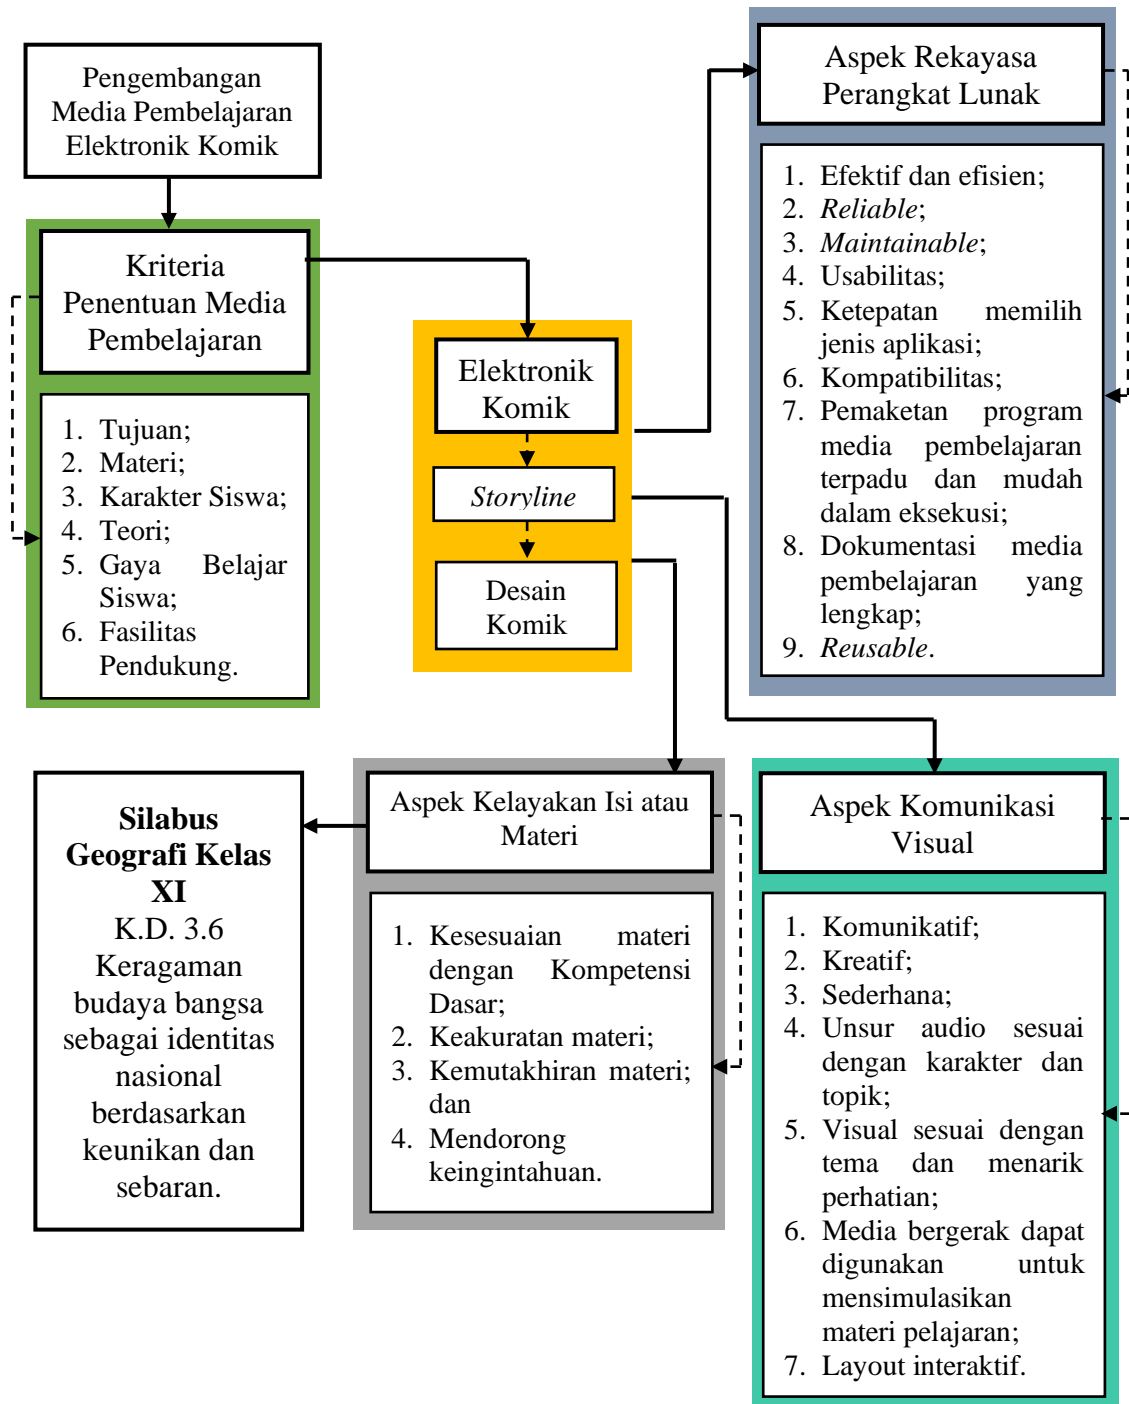 Pengembangan
Media Pembelajaran
Elektronik Komik
Kriteria
Penentuan Media
Pembelajaran
1. Tujuan;
2. Materi;
3. Karakter Siswa;
4. Teori;
5. Gaya Belajar
Siswa;
6. Fasilitas
Pendukung.
Elektronik
Komik
Storyline
Desain
Komik
Aspek Rekayasa
Perangkat Lunak
1. Efektif dan efisien;
2. Reliable;
3. Maintainable;
4. Usabilitas;
5. Ketepatan memilih
jenis aplikasi;
6. Kompatibilitas;
7. Pemaketan program
media pembelajaran
terpadu dan mudah
dalam eksekusi;
8. Dokumentasi media
pembelajaran yang
lengkap;
9. Reusable.
Silabus
Geografi Kelas
XI
K.D. 3.6
Keragaman
budaya bangsa
sebagai identitas
nasional
berdasarkan
keunikan dan
sebaran.
Aspek Kelayakan Isi atau
Materi
1. Kesesuaian materi
dengan Kompetensi
Dasar;
2. Keakuratan materi;
3. Kemutakhiran materi;
dan
4. Mendorong
keingintahuan.
Aspek Komunikasi
Visual
1. Komunikatif;
2. Kreatif;
3. Sederhana;
4. Unsur audio sesuai
dengan karakter dan
topik;
5. Visual sesuai dengan
tema dan menarik
perhatian;
6. Media bergerak dapat
digunakan untuk
mensimulasikan
materi pelajaran;
7. Layout interaktif.